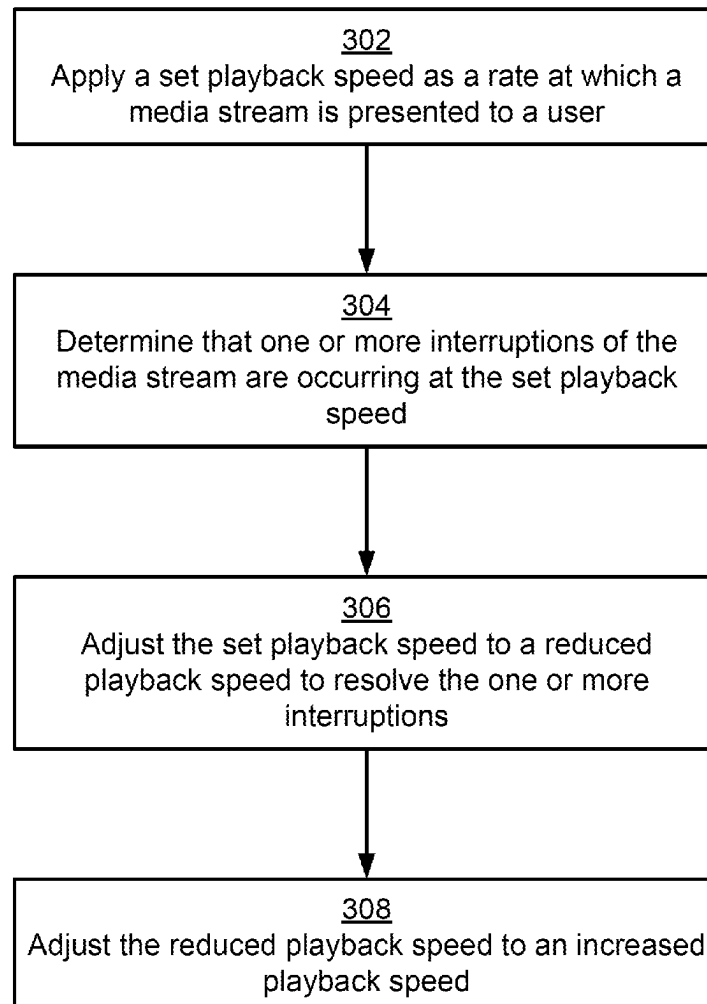 302
Apply a set playback speed as a rate at which a
media stream is presented to a user
304
Determine that one or more interruptions of the
media stream are occurring at the set playback
speed
306
Adjust the set playback speed to a reduced
playback speed to resolve the one or more
interruptions
308
Adjust the reduced playback speed to an increased
playback speed